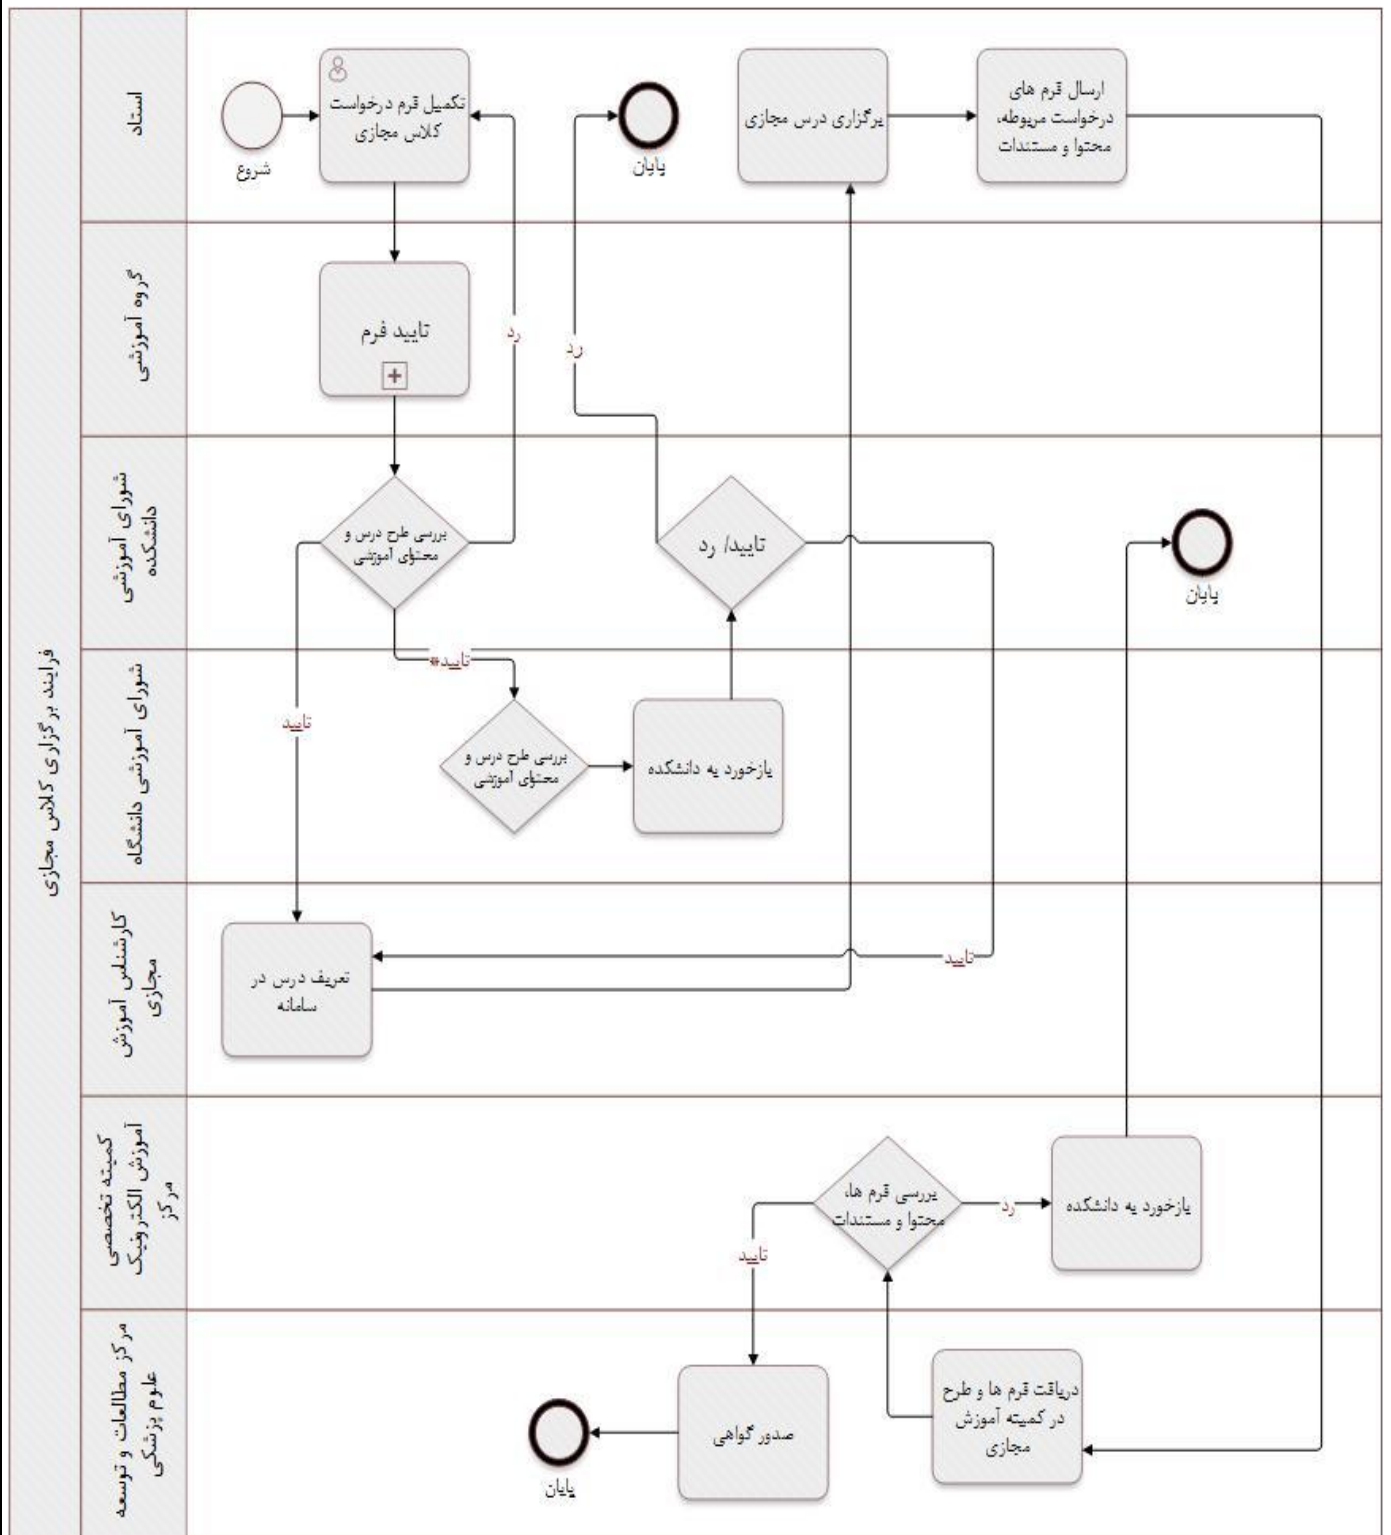 فرایند برگزاری کلاس مجازی
استاد
شروع
تکمیل فرم درخواست
کلاس مجازی
پایان
برگزاری درس مجازی
ارسال فرم های
درخواست مربوطه،
محتوا و مستندات
گروه آموزشی
تایید فرم
رد
رد
شورای آموزشی
دانشکده
بررسی طرح درس و
محتوای آموزشی
تایید/ رد
پایان
شورای آموزشی دانشگاه
تایید
تایید*
بررسی طرح درس و
محتوای آموزشی
بازخورد به دانشکده
کارشناس آموزش
مجازی
تعریف درس در
سامانه
تایید
کمیته تخصصی
آموزش الکترونیک
مرکز
بررسی فرم ها،
محتوا و مستندات
رد
بازخورد به دانشکده
تایید
مرکز مطالعات و توسعه
علوم پزشکی
پایان
صدور گواهی
دریافت فرم ها و طرح
در کمیته آموزش
مجازی